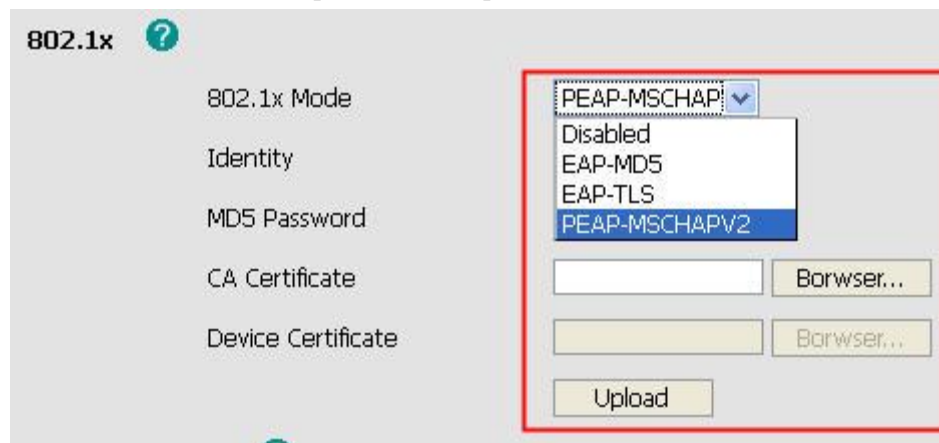 802.1x ?
802.1x Mode PEAP-MSCHAP
Disabled
Identity EAP-MD5
EAP-TLS
MD5 Password PEAP-MSCHAPV2
CA Certificate Borwser...
Device Certificate Borwser...
Upload